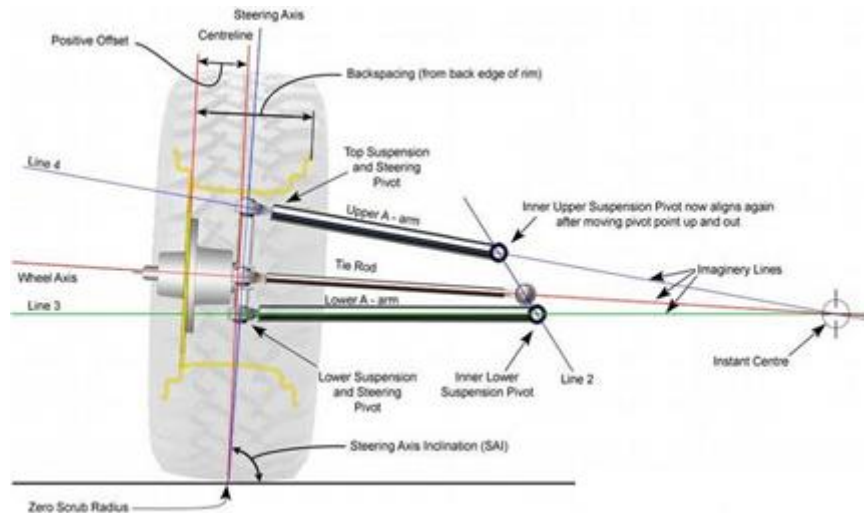 Steering Axis
Centreline
Positive Offset
Backspacing (from back edge of rim)
Line 4
Top Suspension
and Steering
Pivot
Upper A - arm
Inner Upper Suspension Pivot now aligns again
after moving pivot point up and out
Tie Rod
Imaginery Lines
Wheel Axis
Line 3
Lower A - arm
Instant Centre
Lower Suspension
and Steering
Pivot
Inner Lower
Suspension Pivot
Line 2
Steering Axis Inclination (SAI)
Zero Scrub Radius